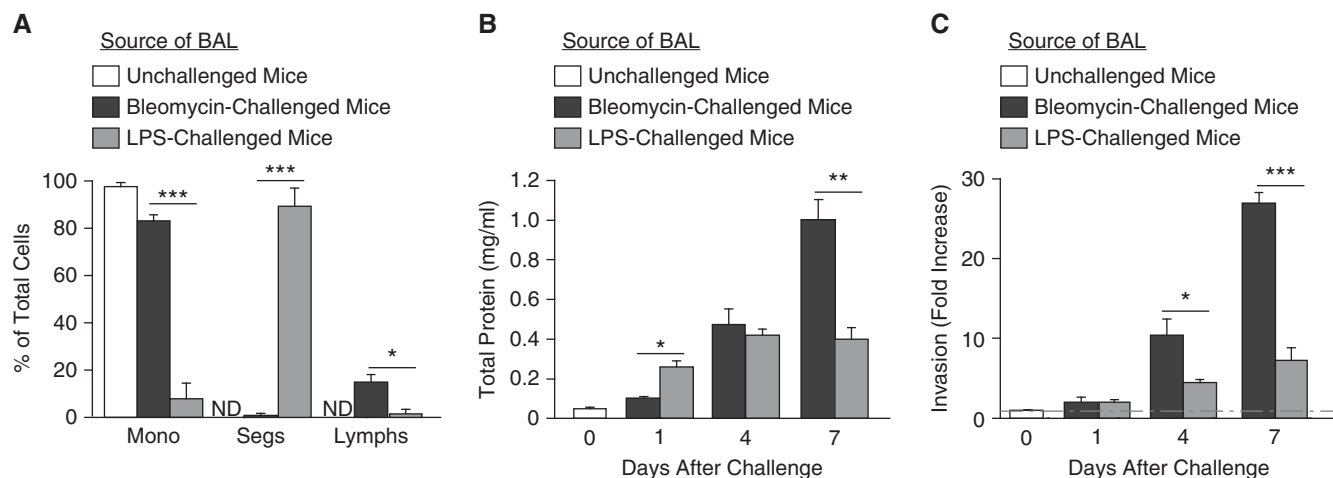 A
Source of BAL
Unchallenged Mice
Bleomycin-Challenged Mice
LPS-Challenged Mice
% of Total Cells
100
80
60
40
20
0
***
***
*
ND
ND
Mono
Segs
Lymphs
B
Source of BAL
Unchallenged Mice
Bleomycin-Challenged Mice
LPS-Challenged Mice
Total Protein (mg/ml)
1.2
1.0
0.8
0.6
0.4
0.2
0
*
**
0
1
4
7
Days After Challenge
C
Source of BAL
Unchallenged Mice
Bleomycin-Challenged Mice
LPS-Challenged Mice
Invasion (Fold Increase)
30
20
10
0
*
***
0
1
4
7
Days After Challenge